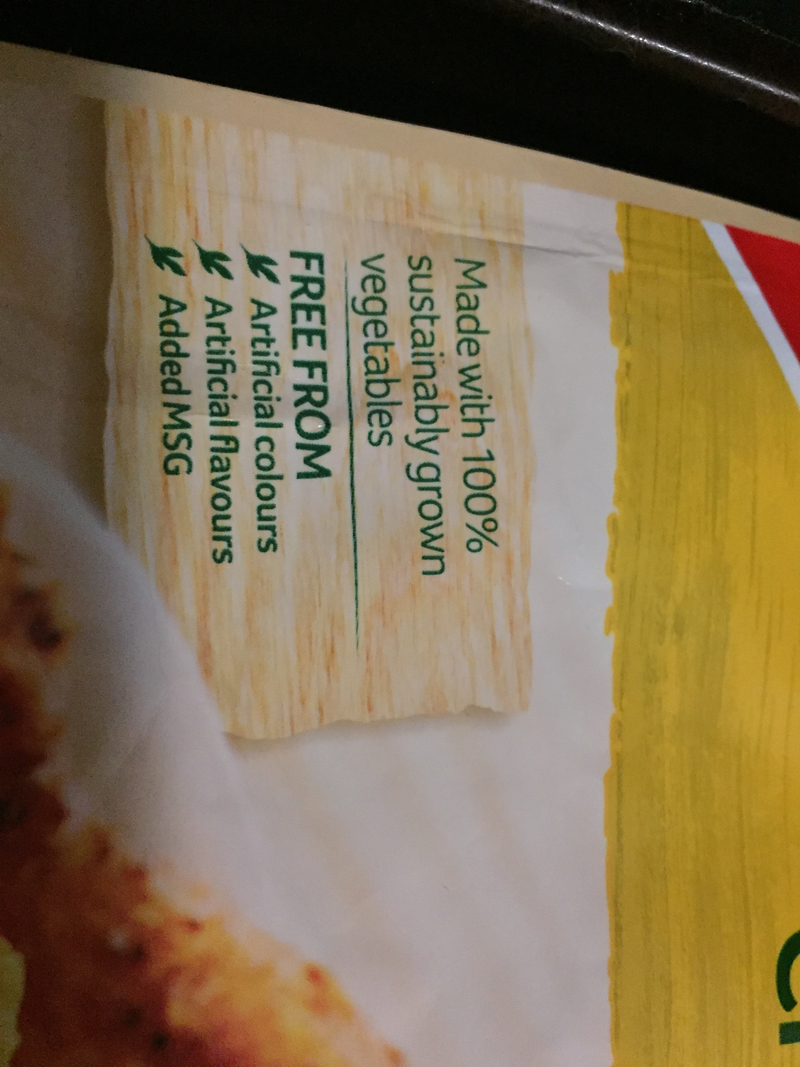 Made with 100%
sustainably grown
vegetables
FREE FROM
Artificial colours
Artificial flavours
Added MSG